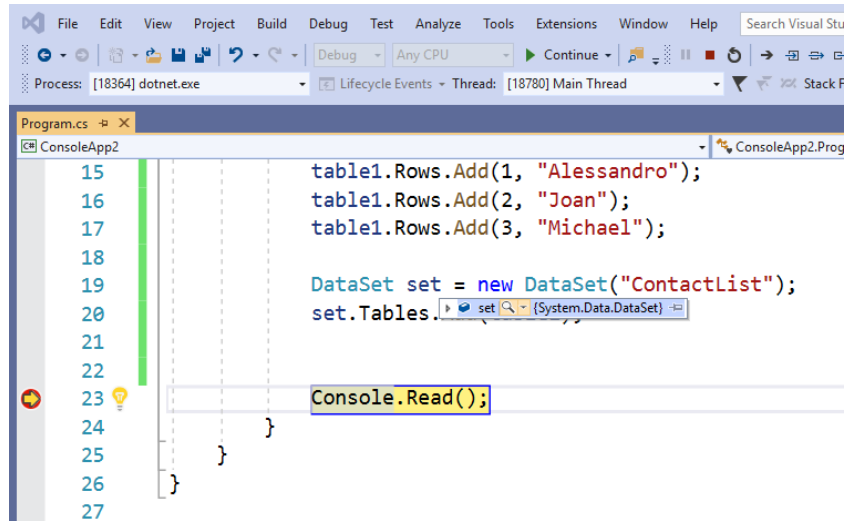 File Edit View Project Build Debug Test Analyze Tools Extensions Window Help Search Visual Stu
Debug Any CPU Continue
Process: [18364] dotnet.exe Lifecycle Events Thread: [18780] Main Thread Stack F
Program.cs
C# ConsoleApp2 ConsoleApp2.Prog
15 table1.Rows.Add(1, "Alessandro");
16 table1.Rows.Add(2, "Joan");
17 table1.Rows.Add(3, "Michael");
18
19 DataSet set = new DataSet("ContactList");
20 set.Tables.
set {System.Data.DataSet}
21
22
23 Console.Read();
24 }
25 }
26 }
27